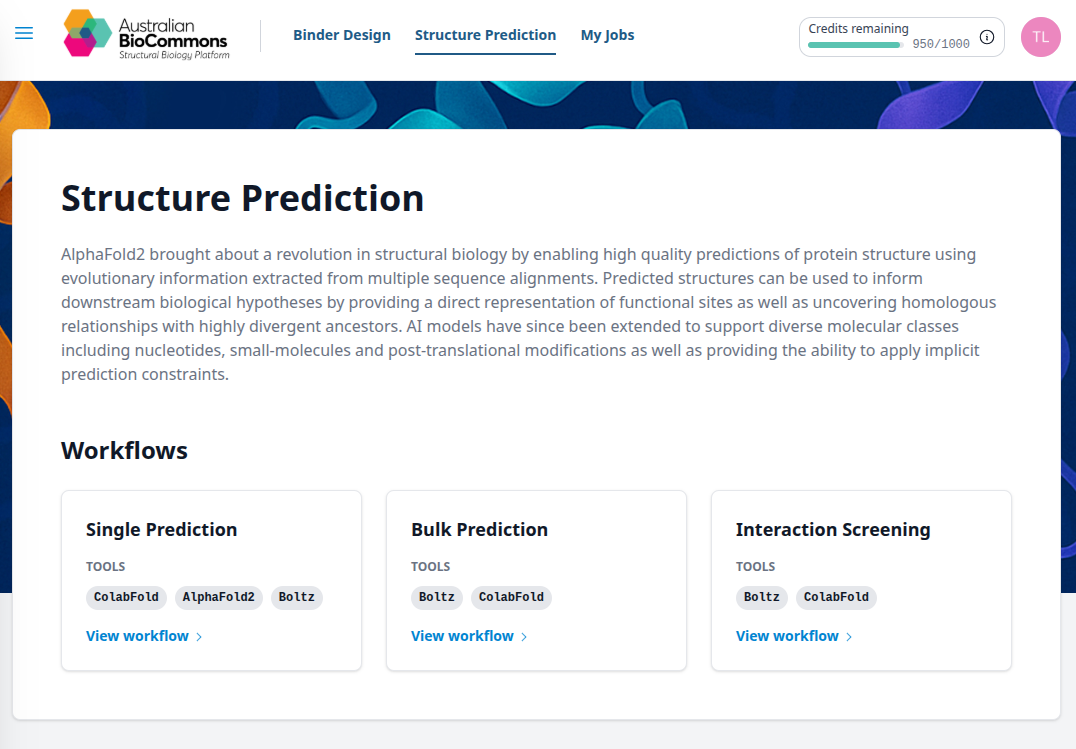 Australian
BioCommons
Structural Biology Platform
Binder Design
Structure Prediction
My Jobs
Credits remaining
950/1000
TL
Structure Prediction
AlphaFold2 brought about a revolution in structural biology by enabling high quality predictions of protein structure using
evolutionary information extracted from multiple sequence alignments. Predicted structures can be used to inform
downstream biological hypotheses by providing a direct representation of functional sites as well as uncovering homologous
relationships with highly divergent ancestors. AI models have since been extended to support diverse molecular classes
including nucleotides, small-molecules and post-translational modifications as well as providing the ability to apply implicit
prediction constraints.
Workflows
Single Prediction
TOOLS
ColabFold AlphaFold2 Boltz
View workflow
Bulk Prediction
TOOLS
Boltz ColabFold
View workflow
Interaction Screening
TOOLS
Boltz ColabFold
View workflow